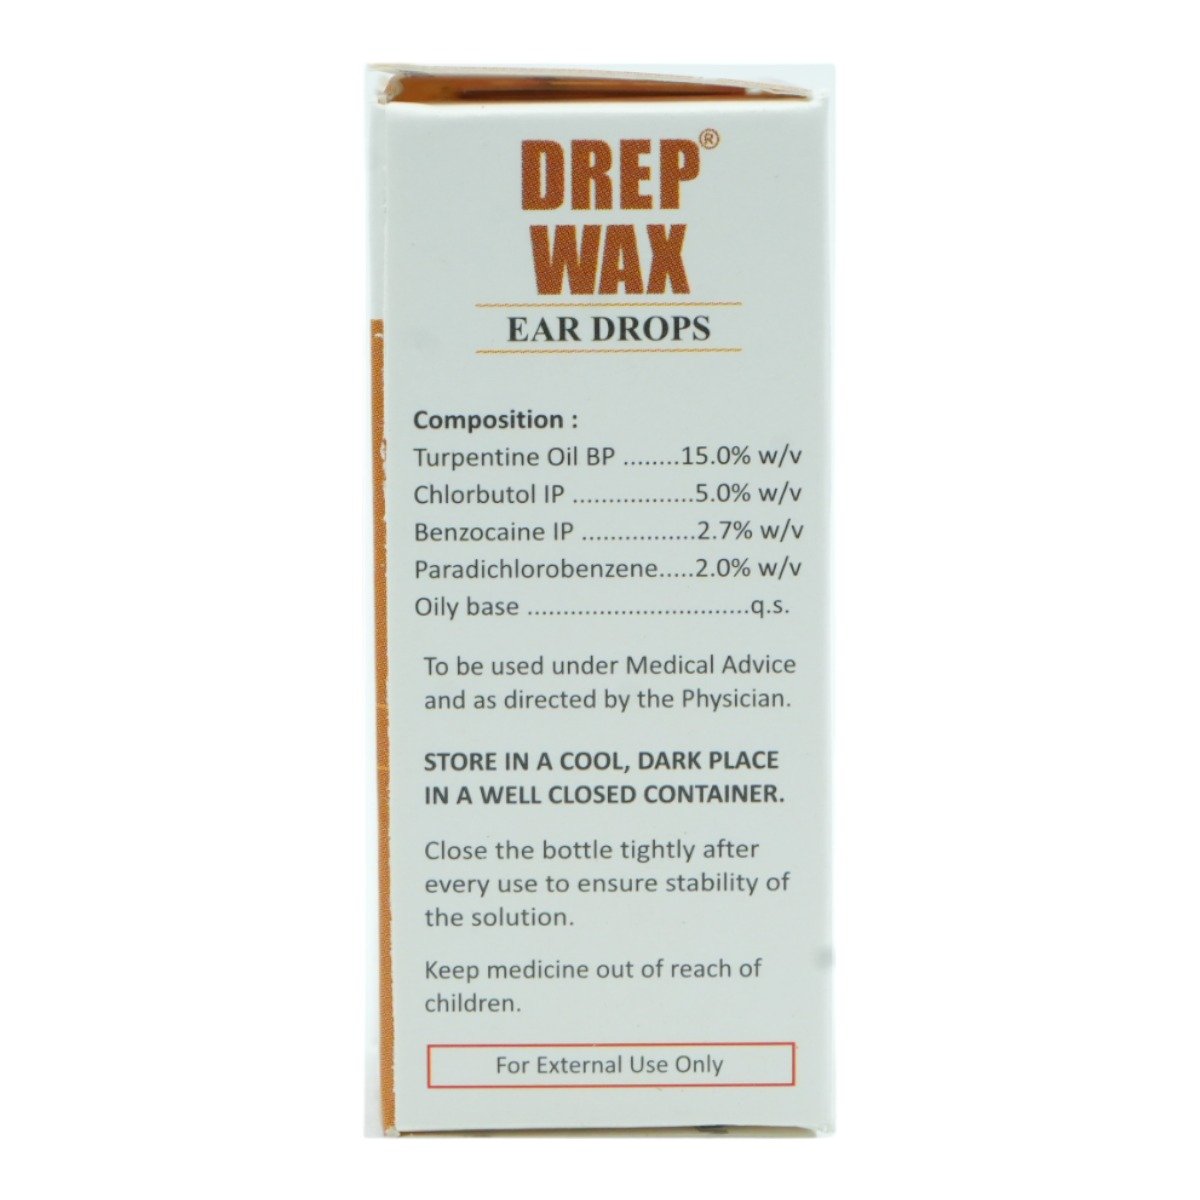 DREP®
WAX
EAR DROPS
Composition :
Turpentine Oil BP ........15.0% w/v
Chlorbutol IP .................5.0% w/v
Benzocaine IP ................2.7% w/v
Paradichlorobenzene.....2.0% w/v
Oily base ...............................q.s.
To be used under Medical Advice
and as directed by the Physician.
STORE IN A COOL, DARK PLACE
IN A WELL CLOSED CONTAINER.
Close the bottle tightly after
every use to ensure stability of
the solution.
Keep medicine out of reach of
children.
For External Use Only